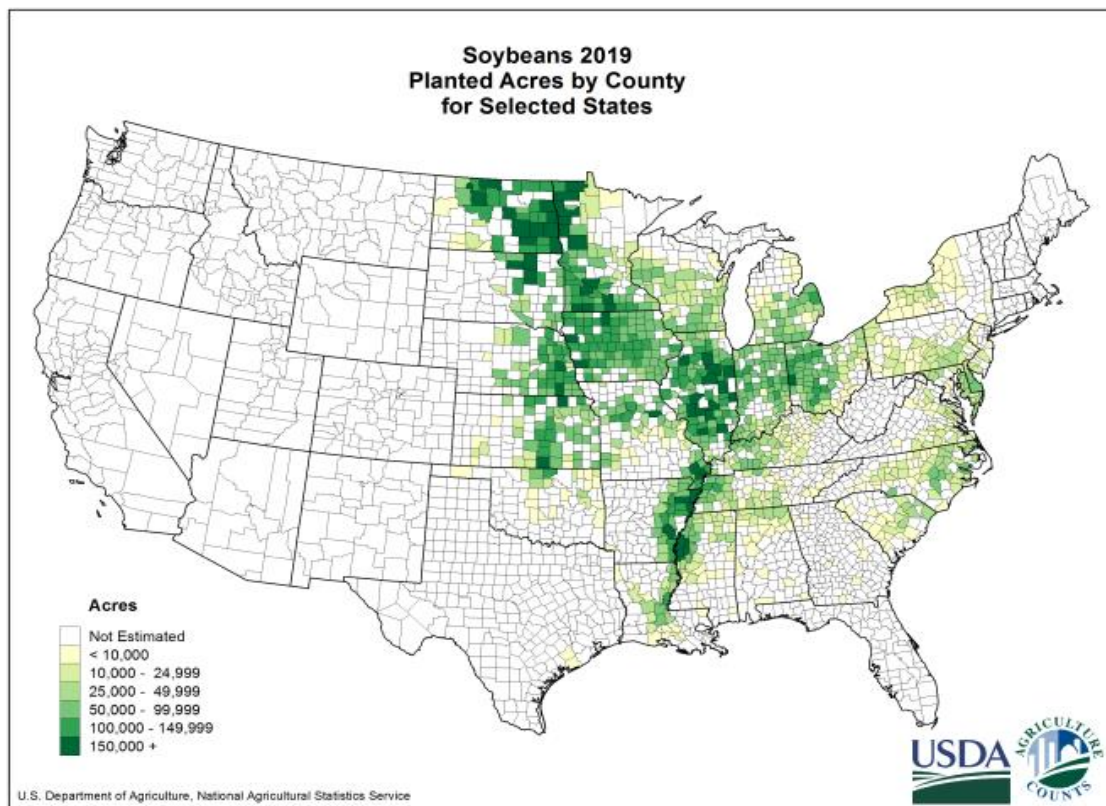 Soybeans 2019
Planted Acres by County
for Selected States
Acres
Not Estimated
< 10,000
10,000 - 24,999
25,000 - 49,999
50,000 - 99,999
100,000 - 149,999
150,000 +
USDA
AGRICULTURE
COUNTS
U.S. Department of Agriculture, National Agricultural Statistics Service